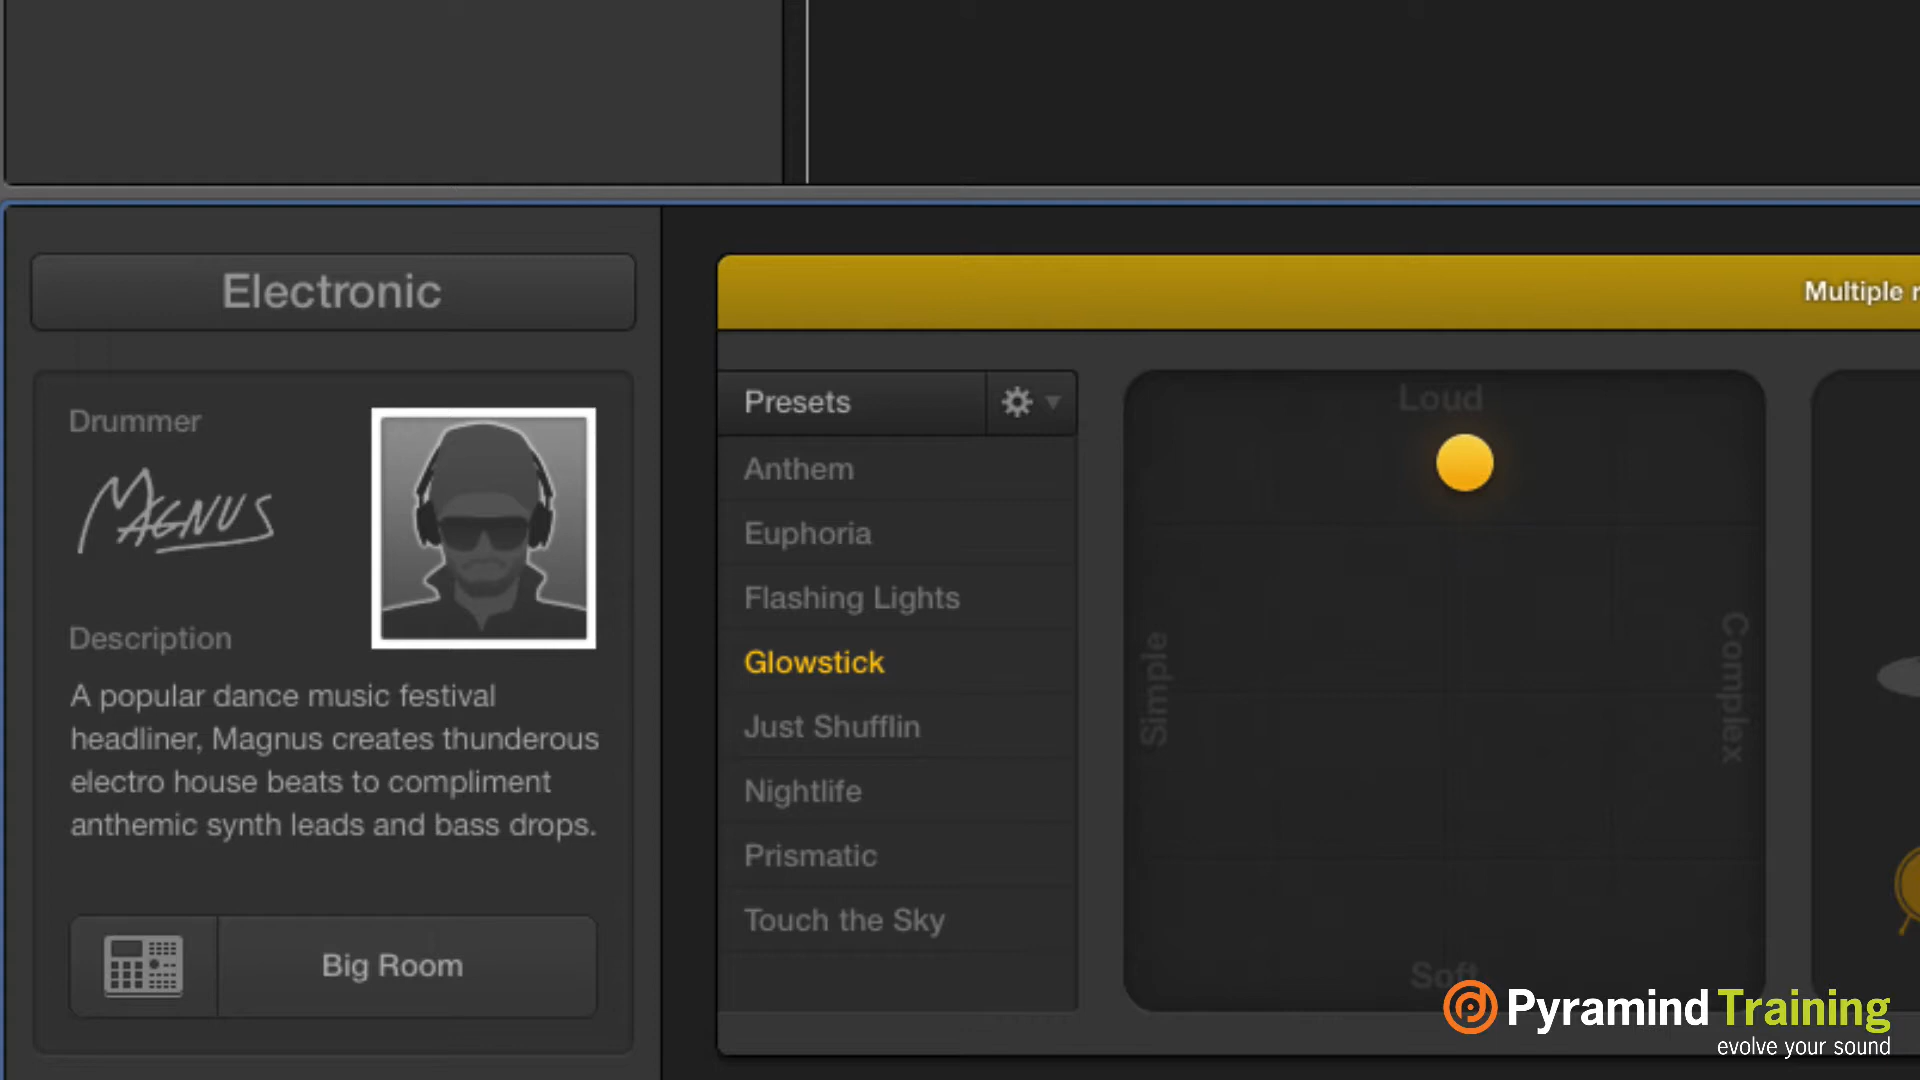 Electronic
Multiple
Drummer
MAGNUS
Description
A popular dance music festival
headliner, Magnus creates thunderous
electro house beats to compliment
anthemic synth leads and bass drops.
Big Room
Presets
Anthem
Euphoria
Flashing Lights
Glowstick
Just Shufflin
Nightlife
Prismatic
Touch the Sky
Loud
Simple
Complex
Soft
Pyramind Training
evolve your sound